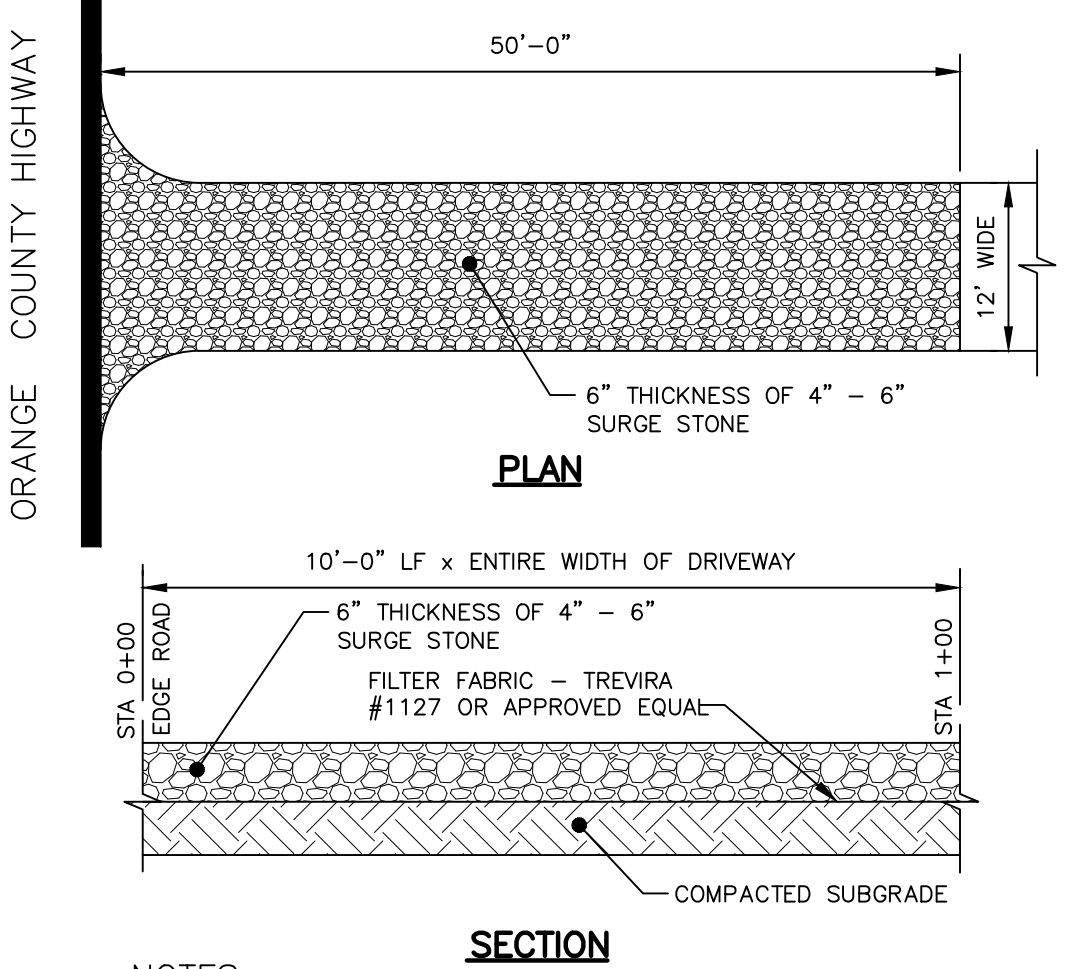 ORANGE COUNTY HIGHWAY
50'-0"
12' WIDE
6" THICKNESS OF 4" - 6"
SURGE STONE
PLAN
10'-0" LF x ENTIRE WIDTH OF DRIVEWAY
6" THICKNESS OF 4" - 6"
SURGE STONE
STA 0+00
EDGE ROAD
FILTER FABRIC - TREVIRA
#1127 OR APPROVED EQUAL
STA 1+00
COMPACTED SUBGRADE
SECTION
NOTES